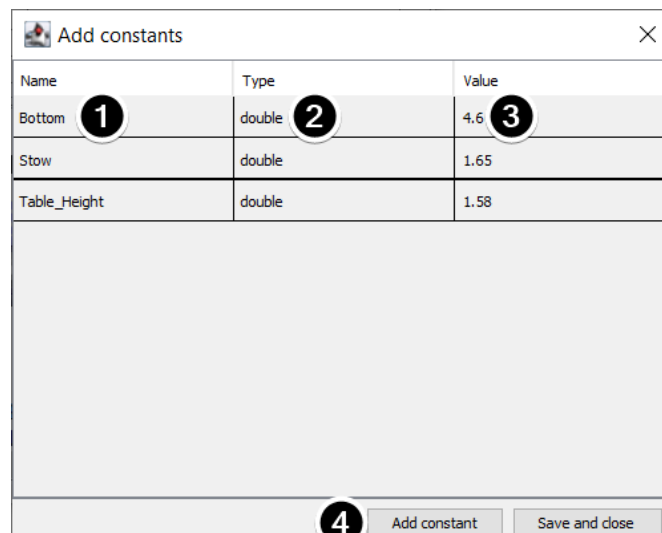 Add constants
Name Type Value
Bottom 1 double 2 4.6 3
Stow double 1.65
Table_Height double 1.58
4 Add constant Save and close